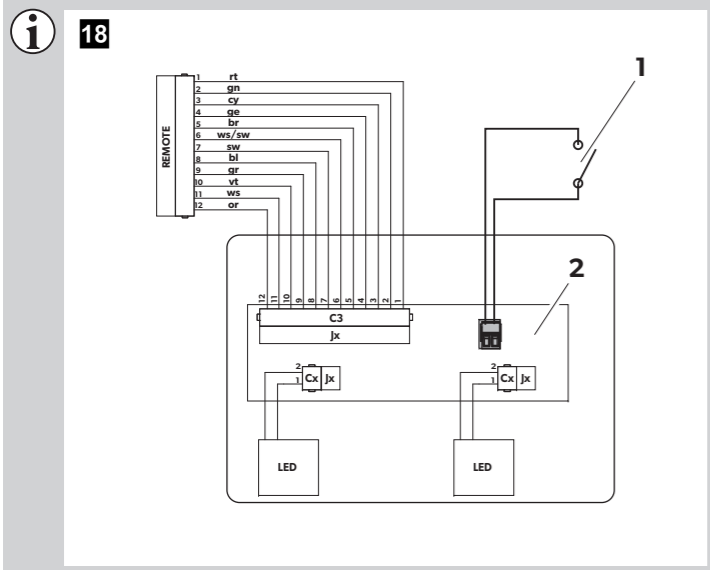 i
18
1
REMOTE
1 rt
2 gn
3 cy
4 ge
5 br
6 ws/sw
7 sw
8 bl
9 gr
10 vt
11 ws
12 or
2
12 11 10 9 8 7 6 5 4 3 2 1
C3
Jx
2
1
Cx Jx
2
1
Cx Jx
LED
LED